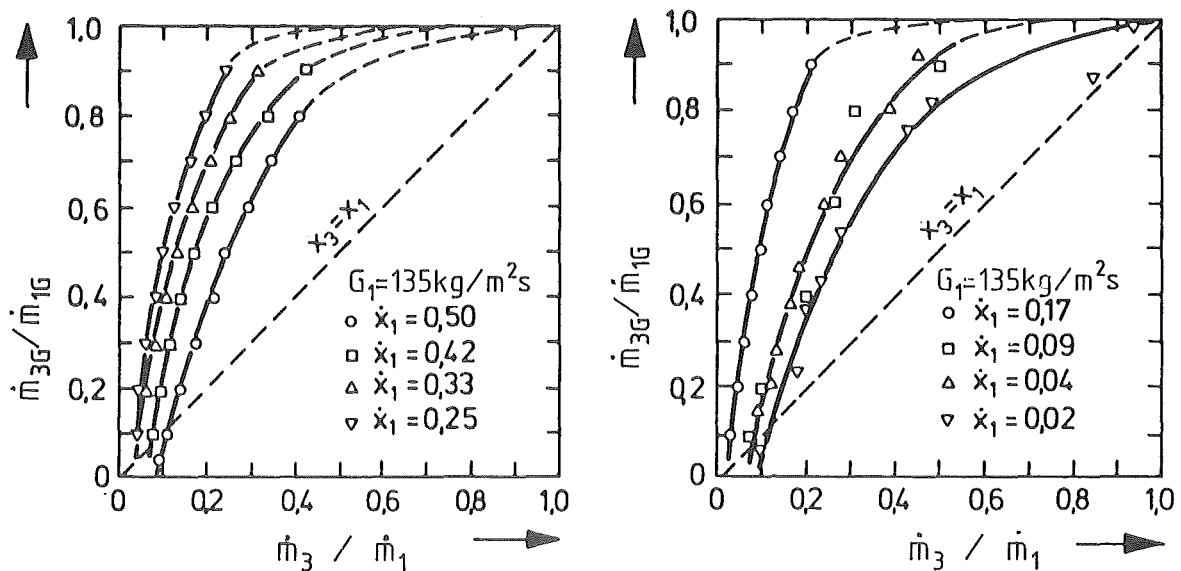 1,0
0,8
0,6
0,4
0,2
0
ṁ3G/ṁ1G
x3=x1
G1=135kg/m²s
○ ẋ1=0,50
□ ẋ1=0,42
△ ẋ1=0,33
▽ ẋ1=0,25
0 0,2 0,4 0,6 0,8 1,0
ṁ3 / ṁ1
1,0
0,8
0,6
0,4
0,2
0
ṁ3G/ṁ1G
x3=x1
G1=135kg/m²s
○ ẋ1=0,17
□ ẋ1=0,09
△ ẋ1=0,04
▽ ẋ1=0,02
0 0,2 0,4 0,6 0,8 1,0
ṁ3 / ṁ1